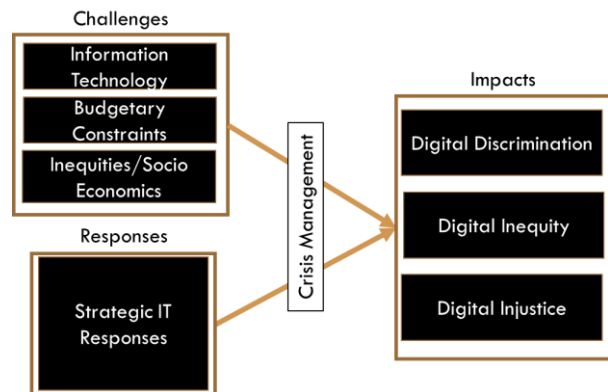 Challenges
Information
Technology
Budgetary
Constraints
Inequities/Socio
Economics
Responses
Strategic IT
Responses
Crisis Management
Impacts
Digital Discrimination
Digital Inequity
Digital Injustice